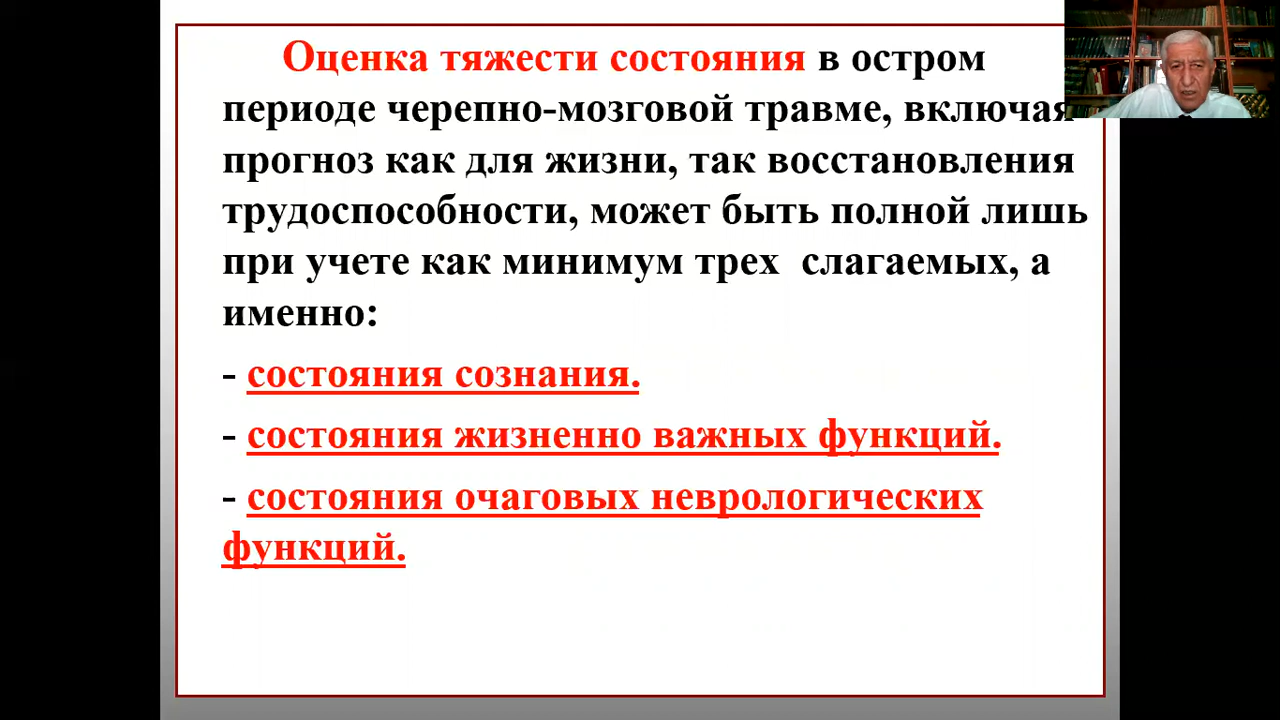 Оценка тяжести состояния в остром
периоде черепно-мозговой травме, включая
прогноз как для жизни, так восстановления
трудоспособности, может быть полной лишь
при учете как минимум трех слагаемых, а
именно:
- состояния сознания.
- состояния жизненно важных функций.
- состояния очаговых неврологических
функций.